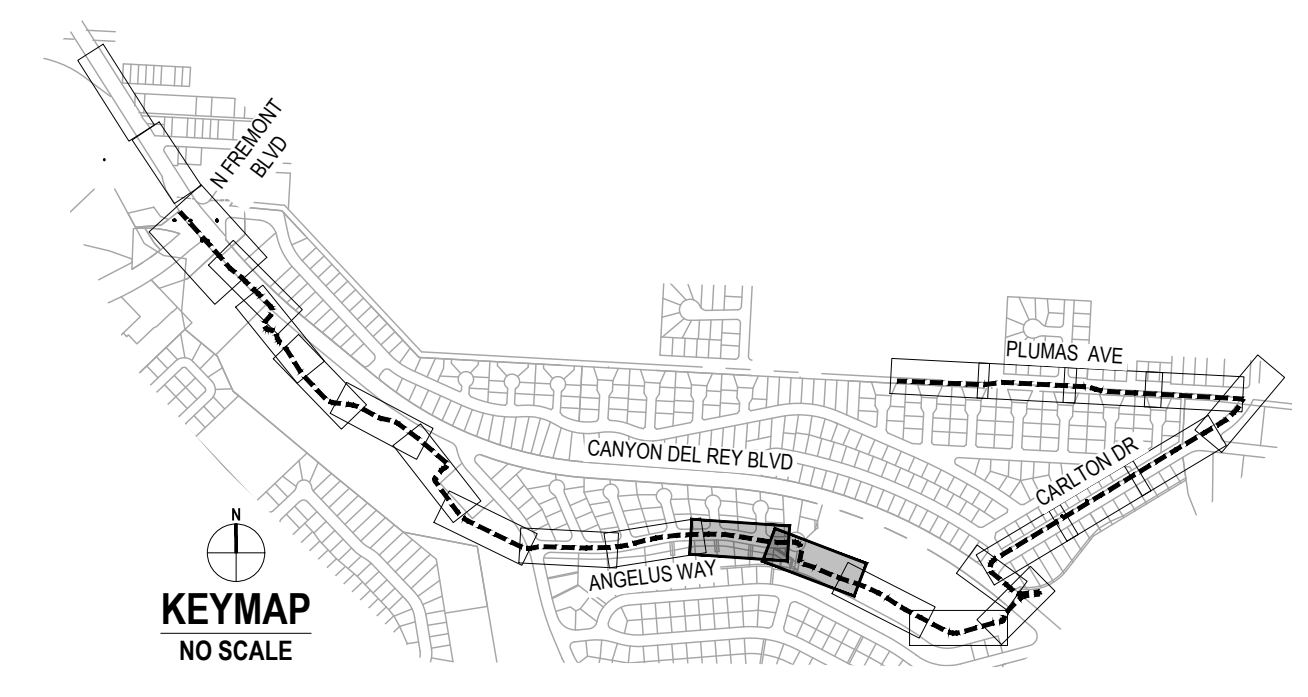 N FREMONT
BLVD
PLUMAS AVE
CANYON DEL REY BLVD
CARLTON DR
ANGELUS WAY
N
KEYMAP
NO SCALE